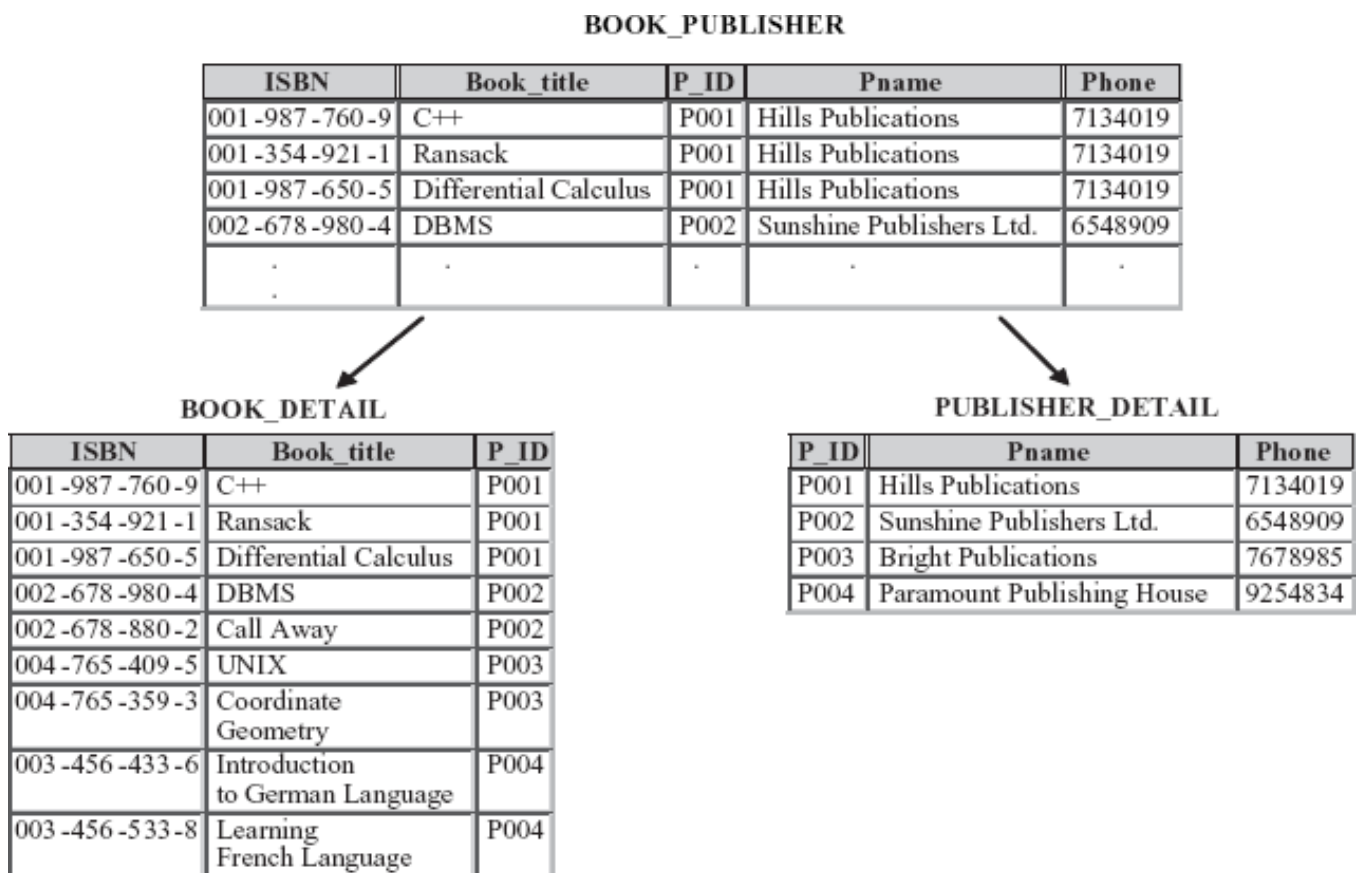 BOOK_PUBLISHER
ISBN Book_title P_ID Pname Phone
001-987-760-9 C++ P001 Hills Publications 7134019
001-354-921-1 Ransack P001 Hills Publications 7134019
001-987-650-5 Differential Calculus P001 Hills Publications 7134019
002-678-980-4 DBMS P002 Sunshine Publishers Ltd. 6548909
. . . . .
.
BOOK_DETAIL
ISBN Book_title P_ID
001-987-760-9 C++ P001
001-354-921-1 Ransack P001
001-987-650-5 Differential Calculus P001
002-678-980-4 DBMS P002
002-678-880-2 Call Away P002
004-765-409-5 UNIX P003
004-765-359-3 Coordinate P003
Geometry
003-456-433-6 Introduction P004
to German Language
003-456-533-8 Learning P004
French Language
PUBLISHER_DETAIL
P_ID Pname Phone
P001 Hills Publications 7134019
P002 Sunshine Publishers Ltd. 6548909
P003 Bright Publications 7678985
P004 Paramount Publishing House 9254834